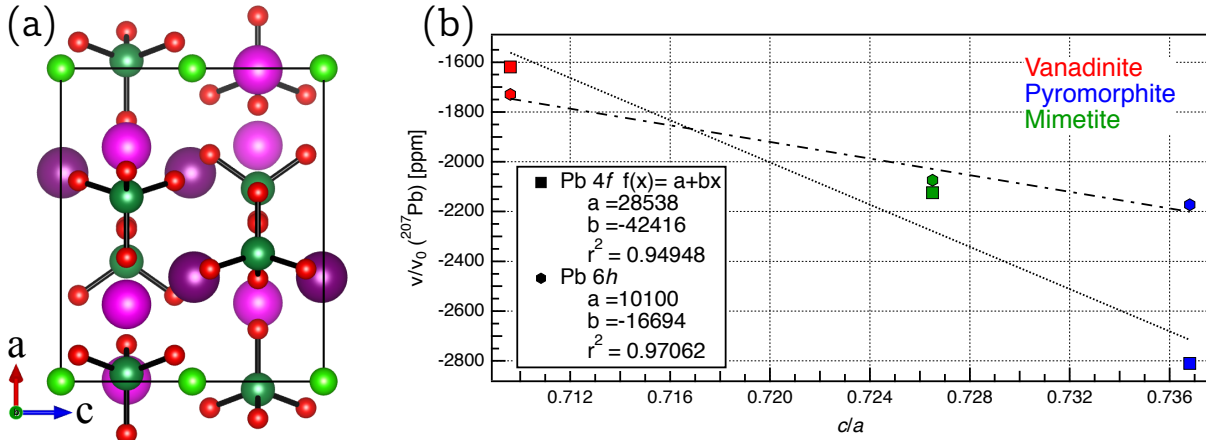 (a)
a
c
(b)
ν/ν₀ (²⁰⁷Pb) [ppm]
-1600
-1800
-2000
-2200
-2400
-2600
-2800
Vanadinite
Pyromorphite
Mimetite
Pb 4f f(x)= a+bx
a =28538
b =-42416
r² = 0.94948
Pb 6h
a =10100
b =-16694
r² = 0.97062
0.712 0.716 0.720 0.724 0.728 0.732 0.736
c/a